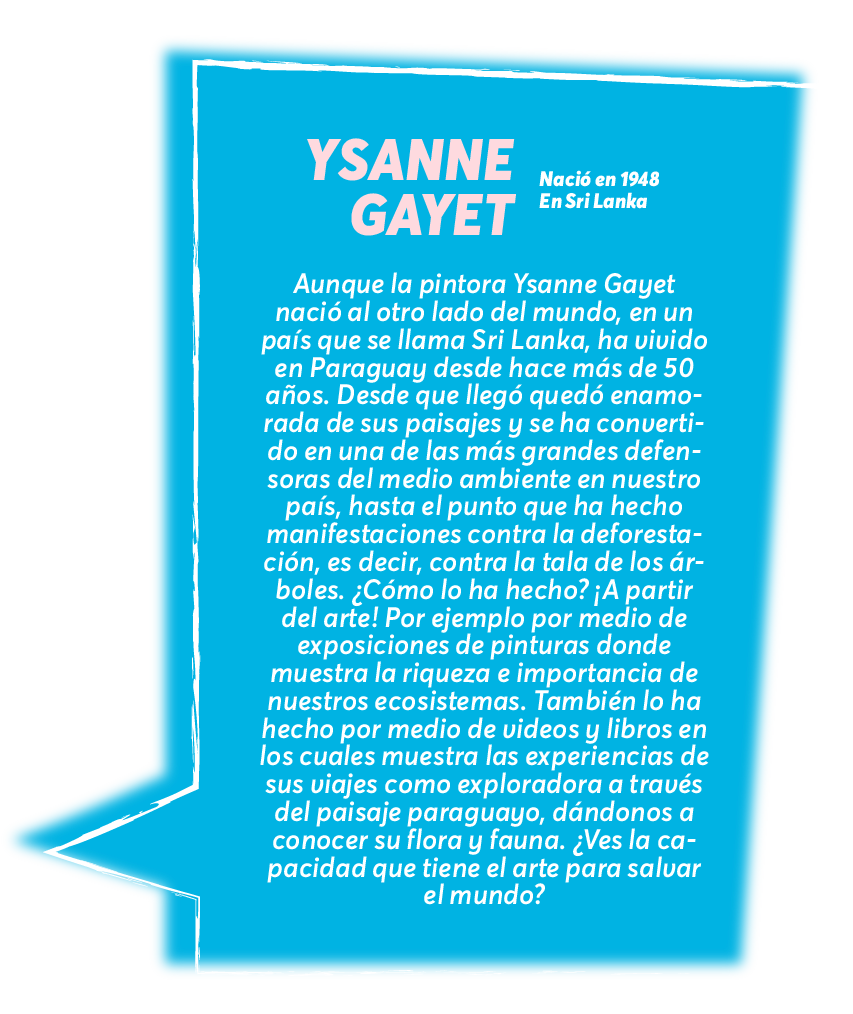 YSANNE
GAYET
Nació en 1948
En Sri Lanka
Aunque la pintora Ysanne Gayet
nació al otro lado del mundo, en un
país que se llama Sri Lanka, ha vivido
en Paraguay desde hace más de 50
años. Desde que llegó quedó enamo-
rada de sus paisajes y se ha converti-
do en una de las más grandes defen-
soras del medio ambiente en nuestro
país, hasta el punto que ha hecho
manifestaciones contra la deforesta-
ción, es decir, contra la tala de los ár-
boles. ¿Cómo lo ha hecho? ¡A partir
del arte! Por ejemplo por medio de
exposiciones de pinturas donde
muestra la riqueza e importancia de
nuestros ecosistemas. También lo ha
hecho por medio de videos y libros en
los cuales muestra las experiencias de
sus viajes como exploradora a través
del paisaje paraguayo, dándonos a
conocer su flora y fauna. ¿Ves la ca-
pacidad que tiene el arte para salvar
el mundo?